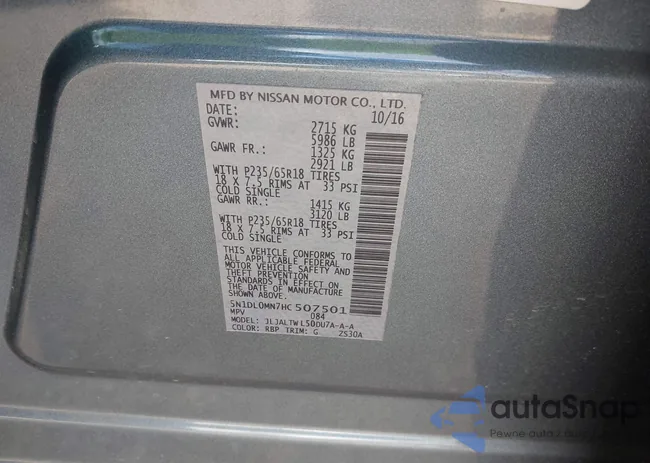 MFD BY NISSAN MOTOR CO., LTD.
DATE: 10/16
GVWR: 2715 KG
5986 LB
GAWR FR.: 1325 KG
2921 LB
WITH P235/65R18 TIRES
18 X 7.5 RIMS AT 33 PSI
COLD SINGLE
GAWR RR.: 1415 KG
3120 LB
WITH P235/65R18 TIRES
18 X 7.5 RIMS AT 33 PSI
COLD SINGLE
THIS VEHICLE CONFORMS TO
ALL APPLICABLE FEDERAL
MOTOR VEHICLE SAFETY AND
THEFT PREVENTION
STANDARDS IN EFFECT ON
THE DATE OF MANUFACTURE
SHOWN ABOVE.
5N1DL0MN7HC507501
MPV 084
MODEL: JLJALTWL50DU7A-A-A
COLOR: RBP TRIM: G 2S30A
autaSnap
Pewne auto z